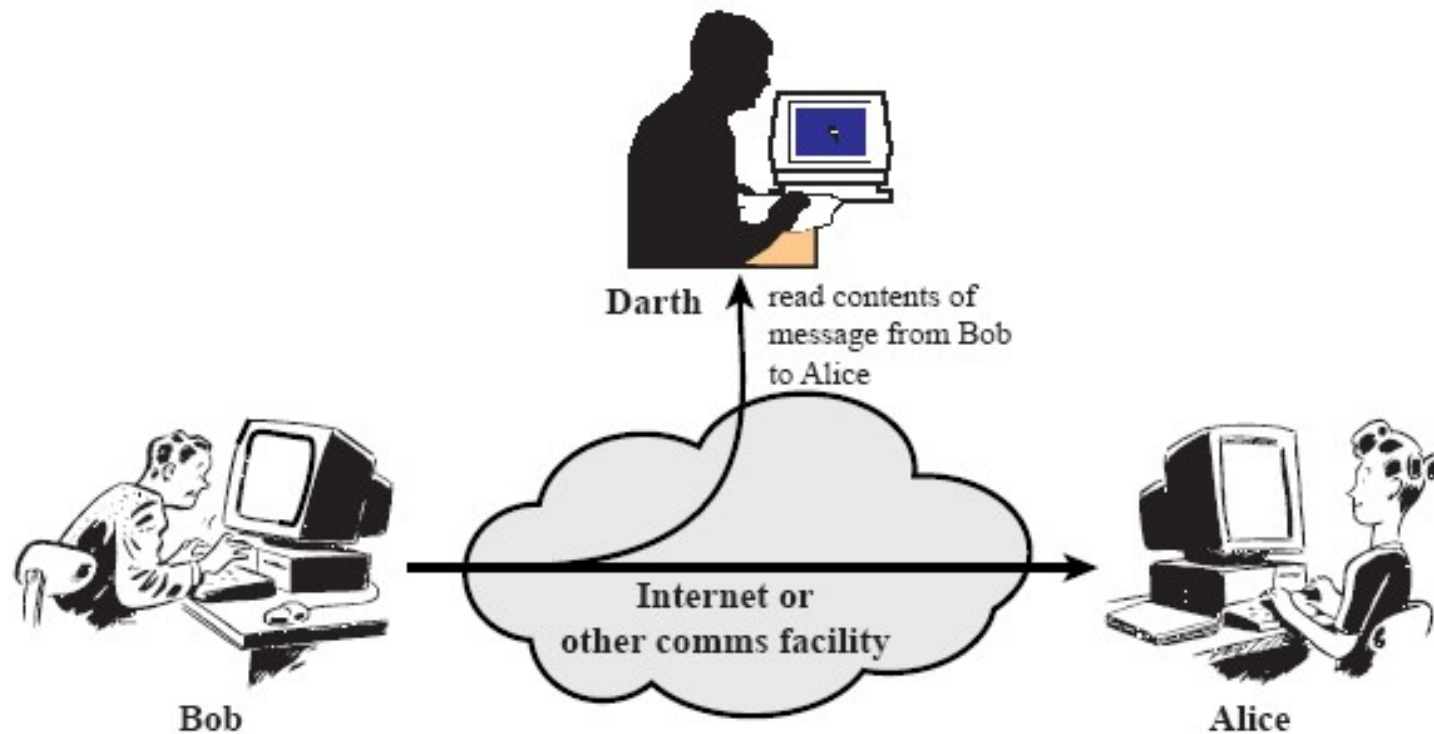 Darth
read contents of
message from Bob
to Alice
Internet or
other comms facility
Bob
Alice